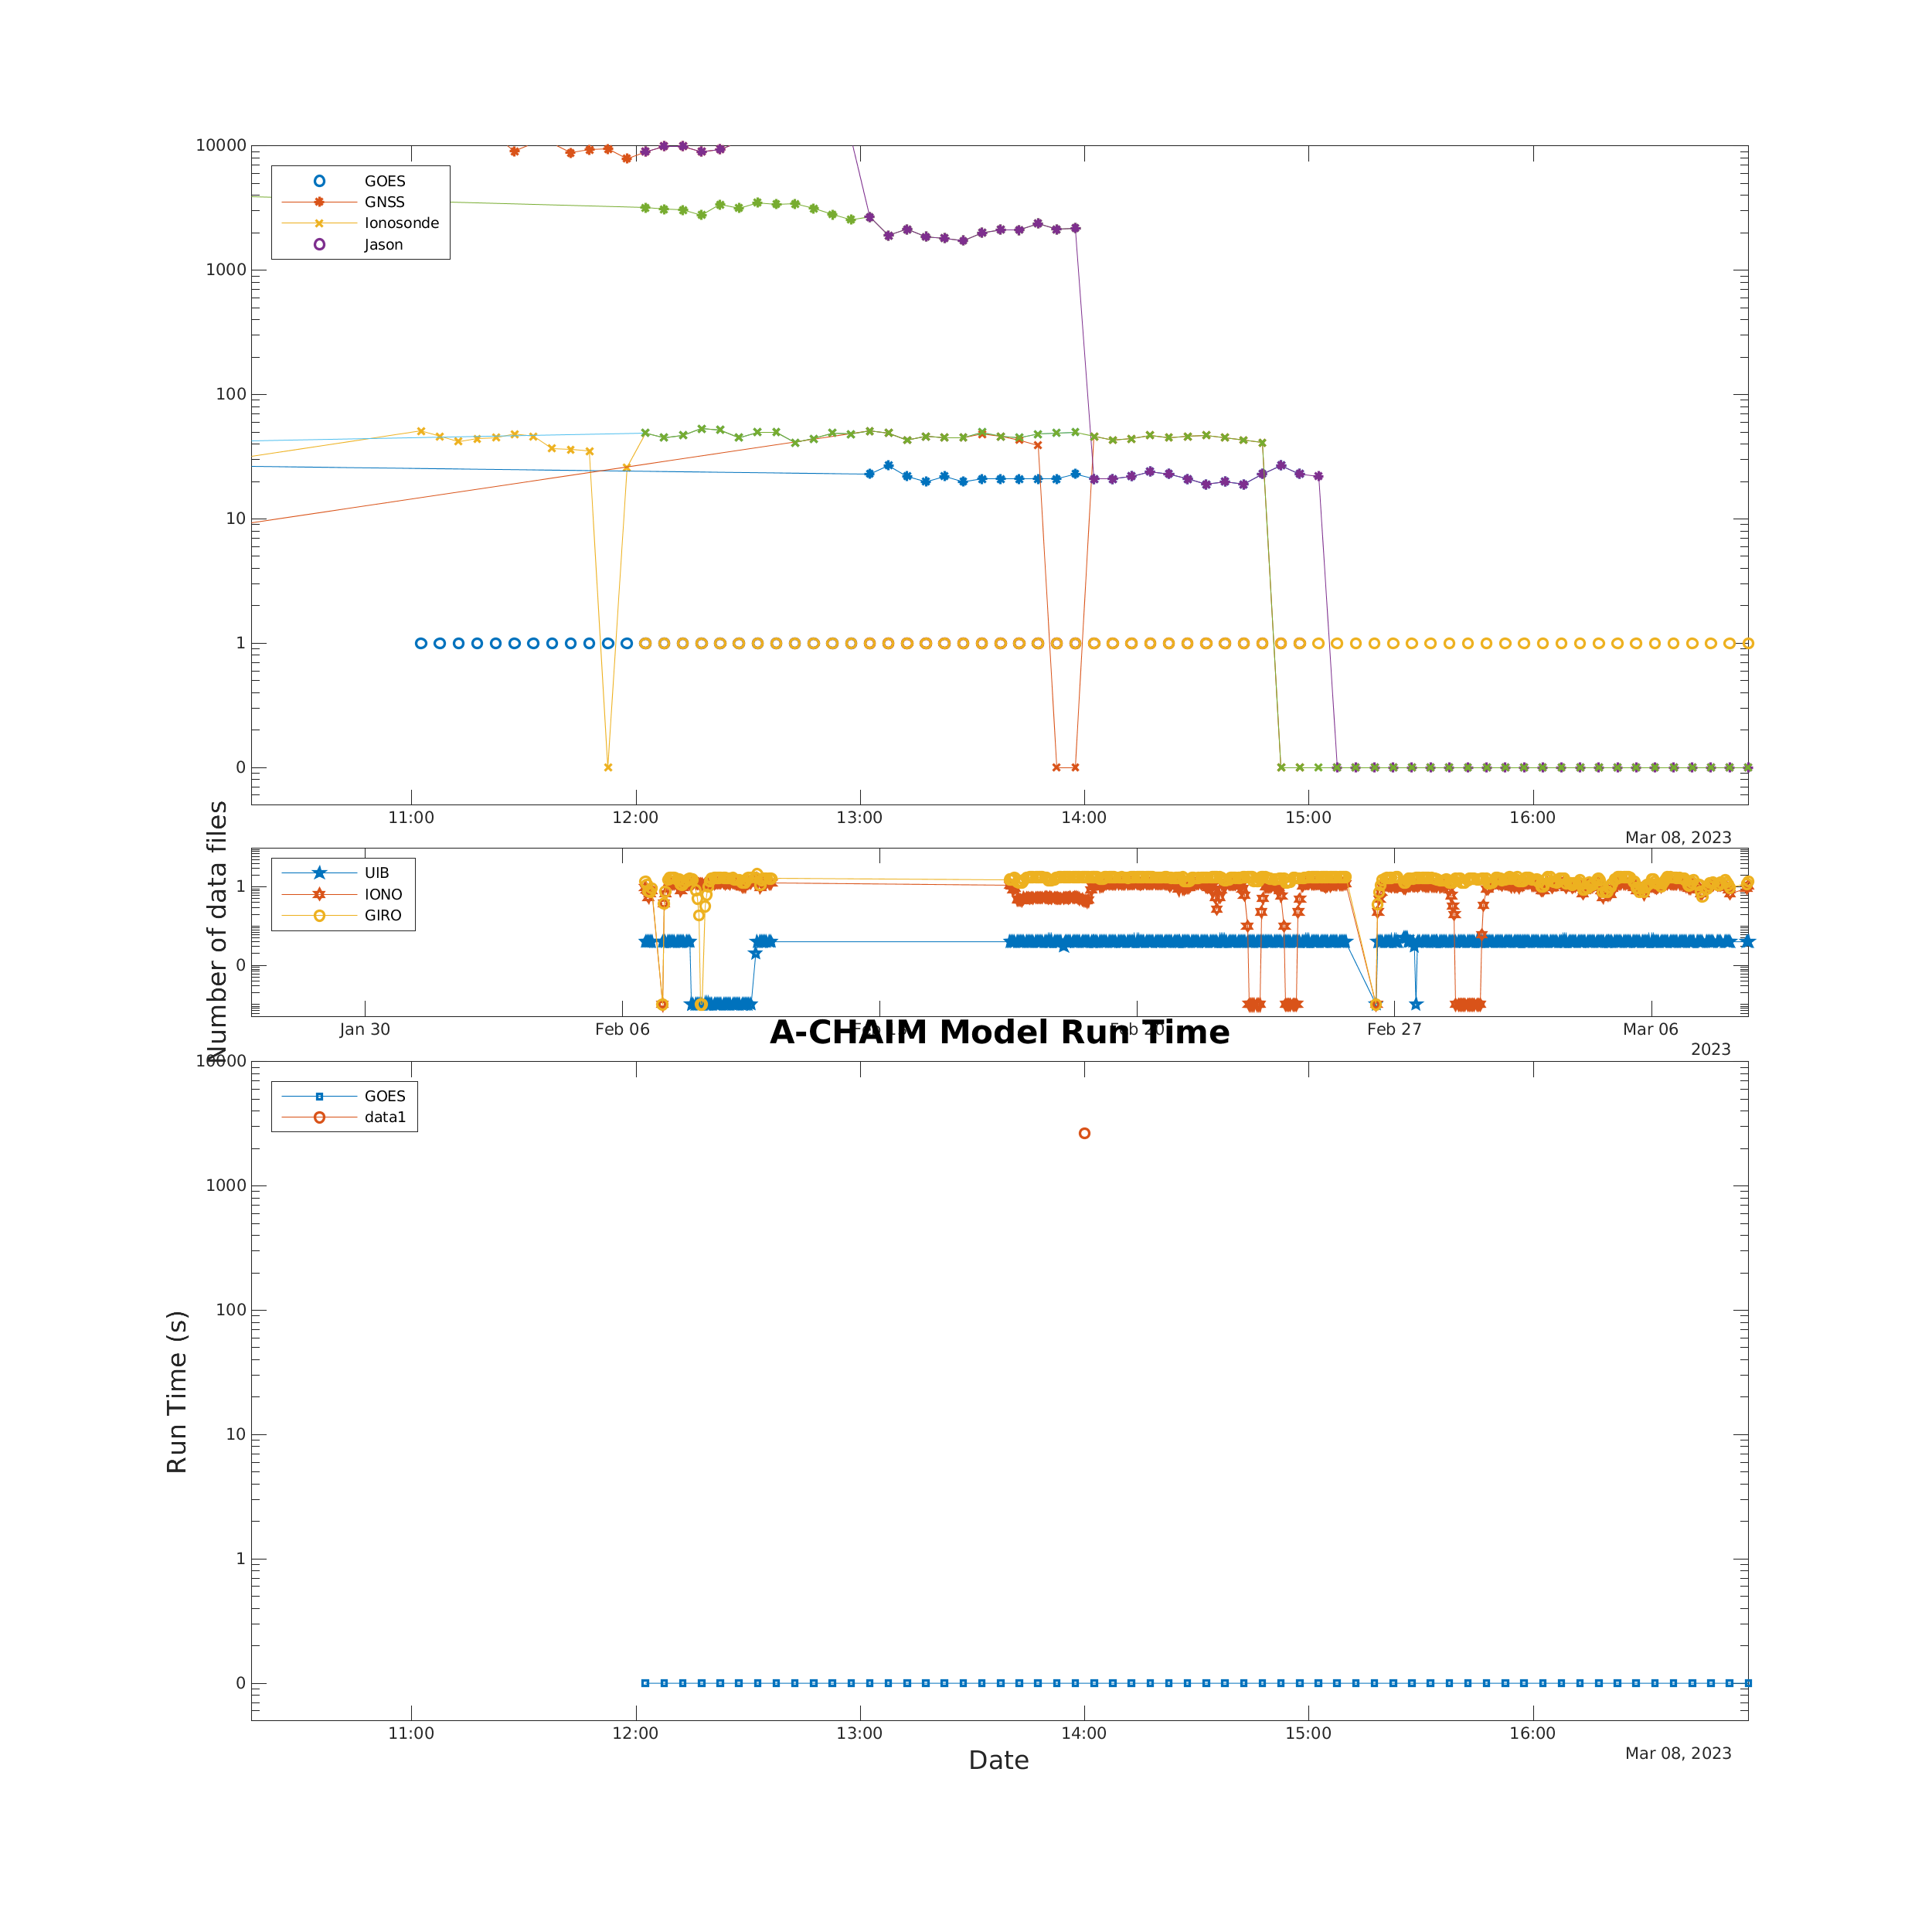 10000
1000
100
10
1
0
GOES
GNSS
Ionosonde
Jason
11:00 12:00 13:00 14:00 15:00 16:00
Mar 08, 2023
Number of data files
1
0
UIB
IONO
GIRO
Jan 30 Feb 06 Feb 20 Feb 27 Mar 06
2023
A-CHAIM Model Run Time
10000
1000
100
10
1
0
Run Time (s)
GOES
data1
11:00 12:00 13:00 14:00 15:00 16:00
Mar 08, 2023
Date